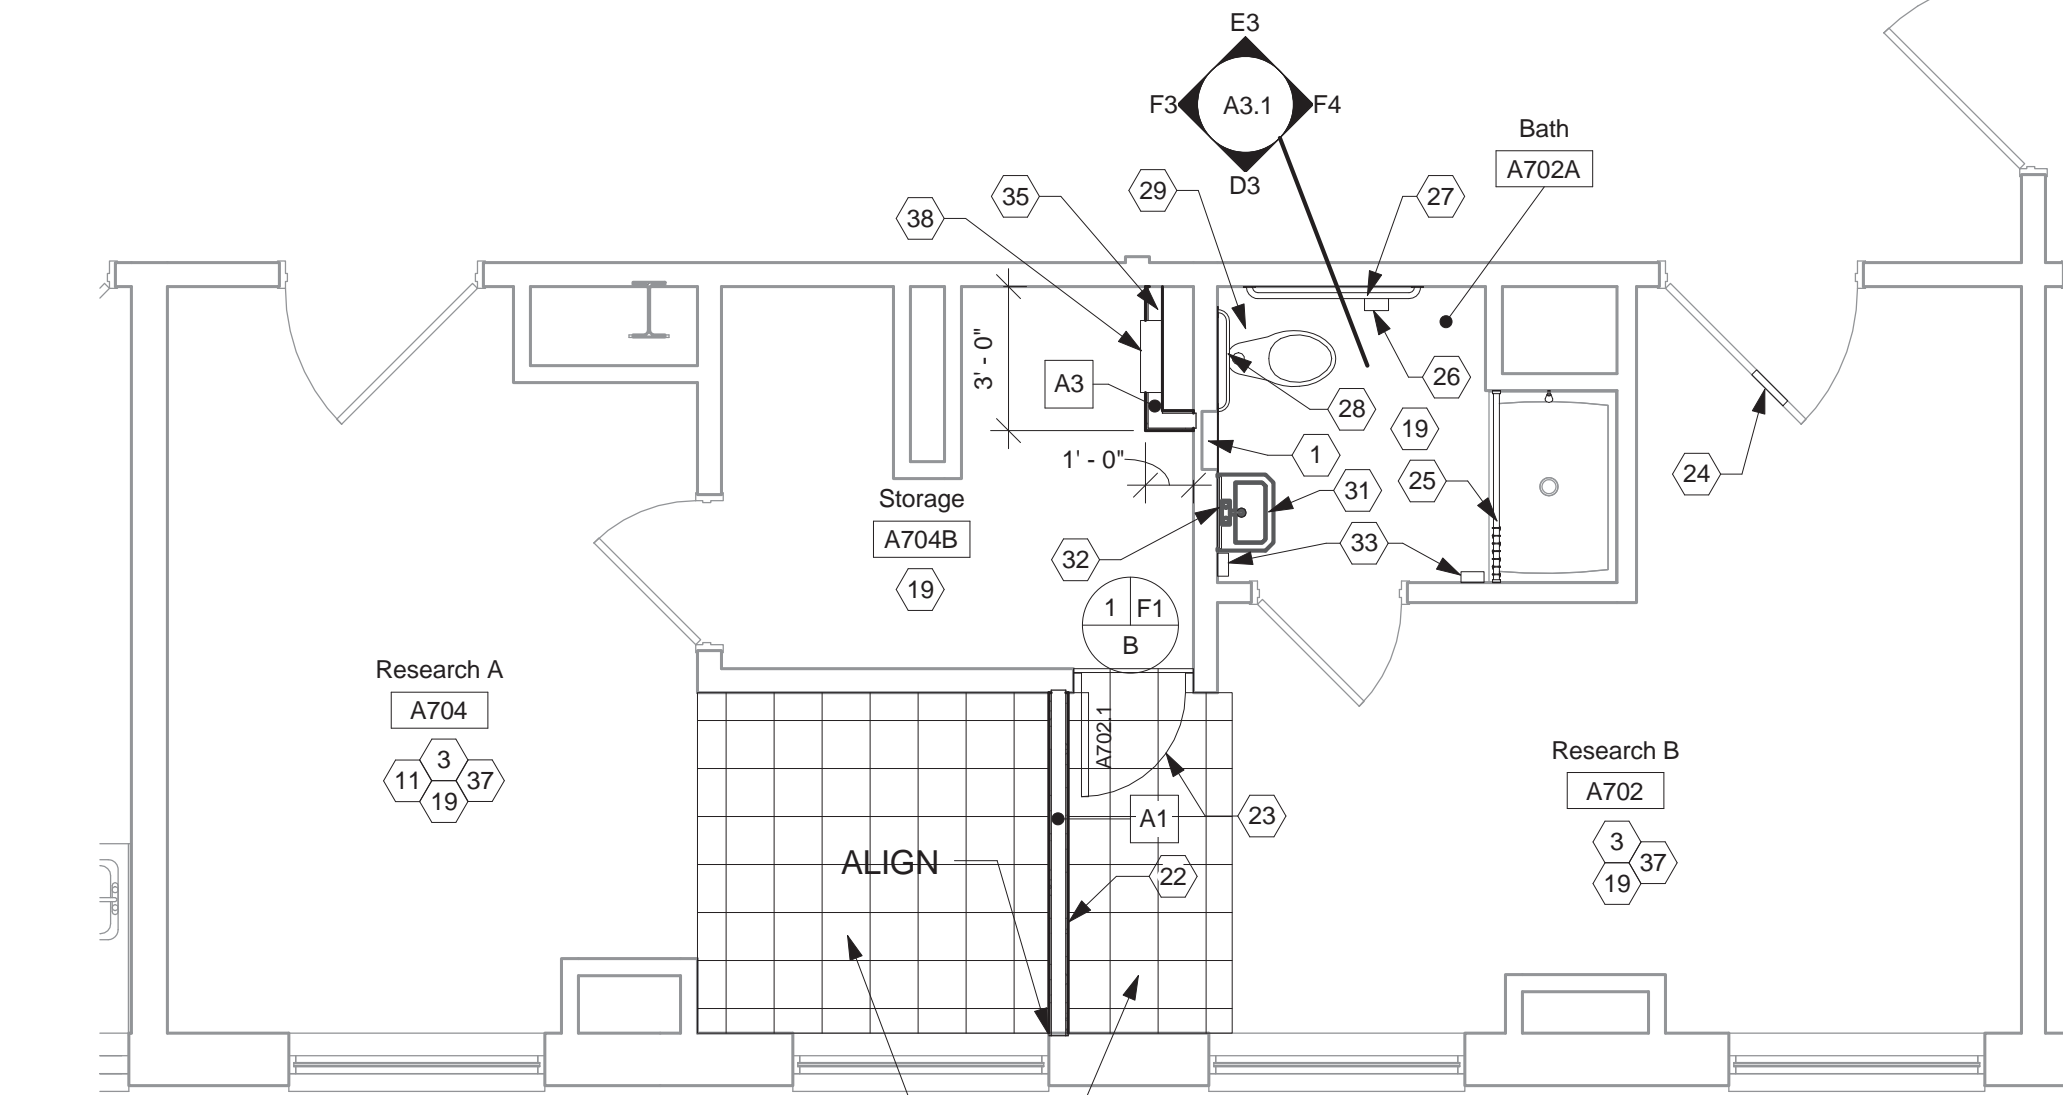 E3
F3
A3.1
F4
D3
Bath
A702A
35
29
27
38
3' - 0"
A3
26
28
19
1
1' - 0"
25
24
31
Storage
A704B
19
32
33
1
F1
B
Research A
A704
3
11
37
19
A702.1
Research B
A702
3
37
19
A1
23
ALIGN
22